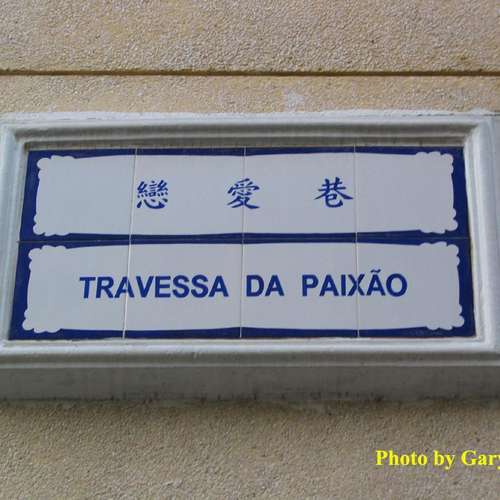 戀愛巷
TRAVESSA DA PAIXÃO
Photo by Gary